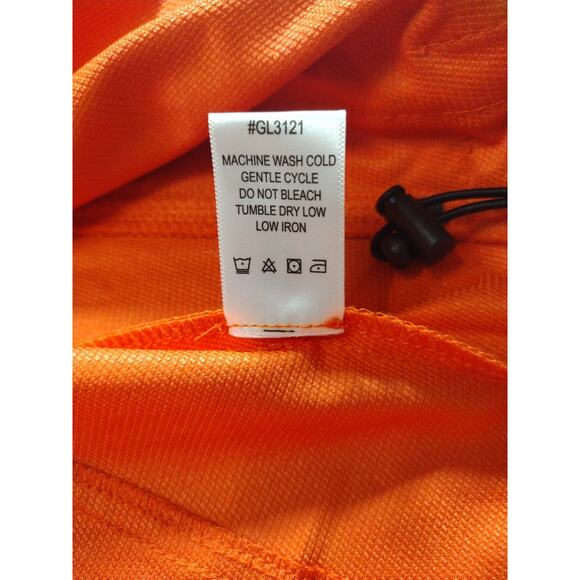 #GL3121
MACHINE WASH COLD
GENTLE CYCLE
DO NOT BLEACH
TUMBLE DRY LOW
LOW IRON